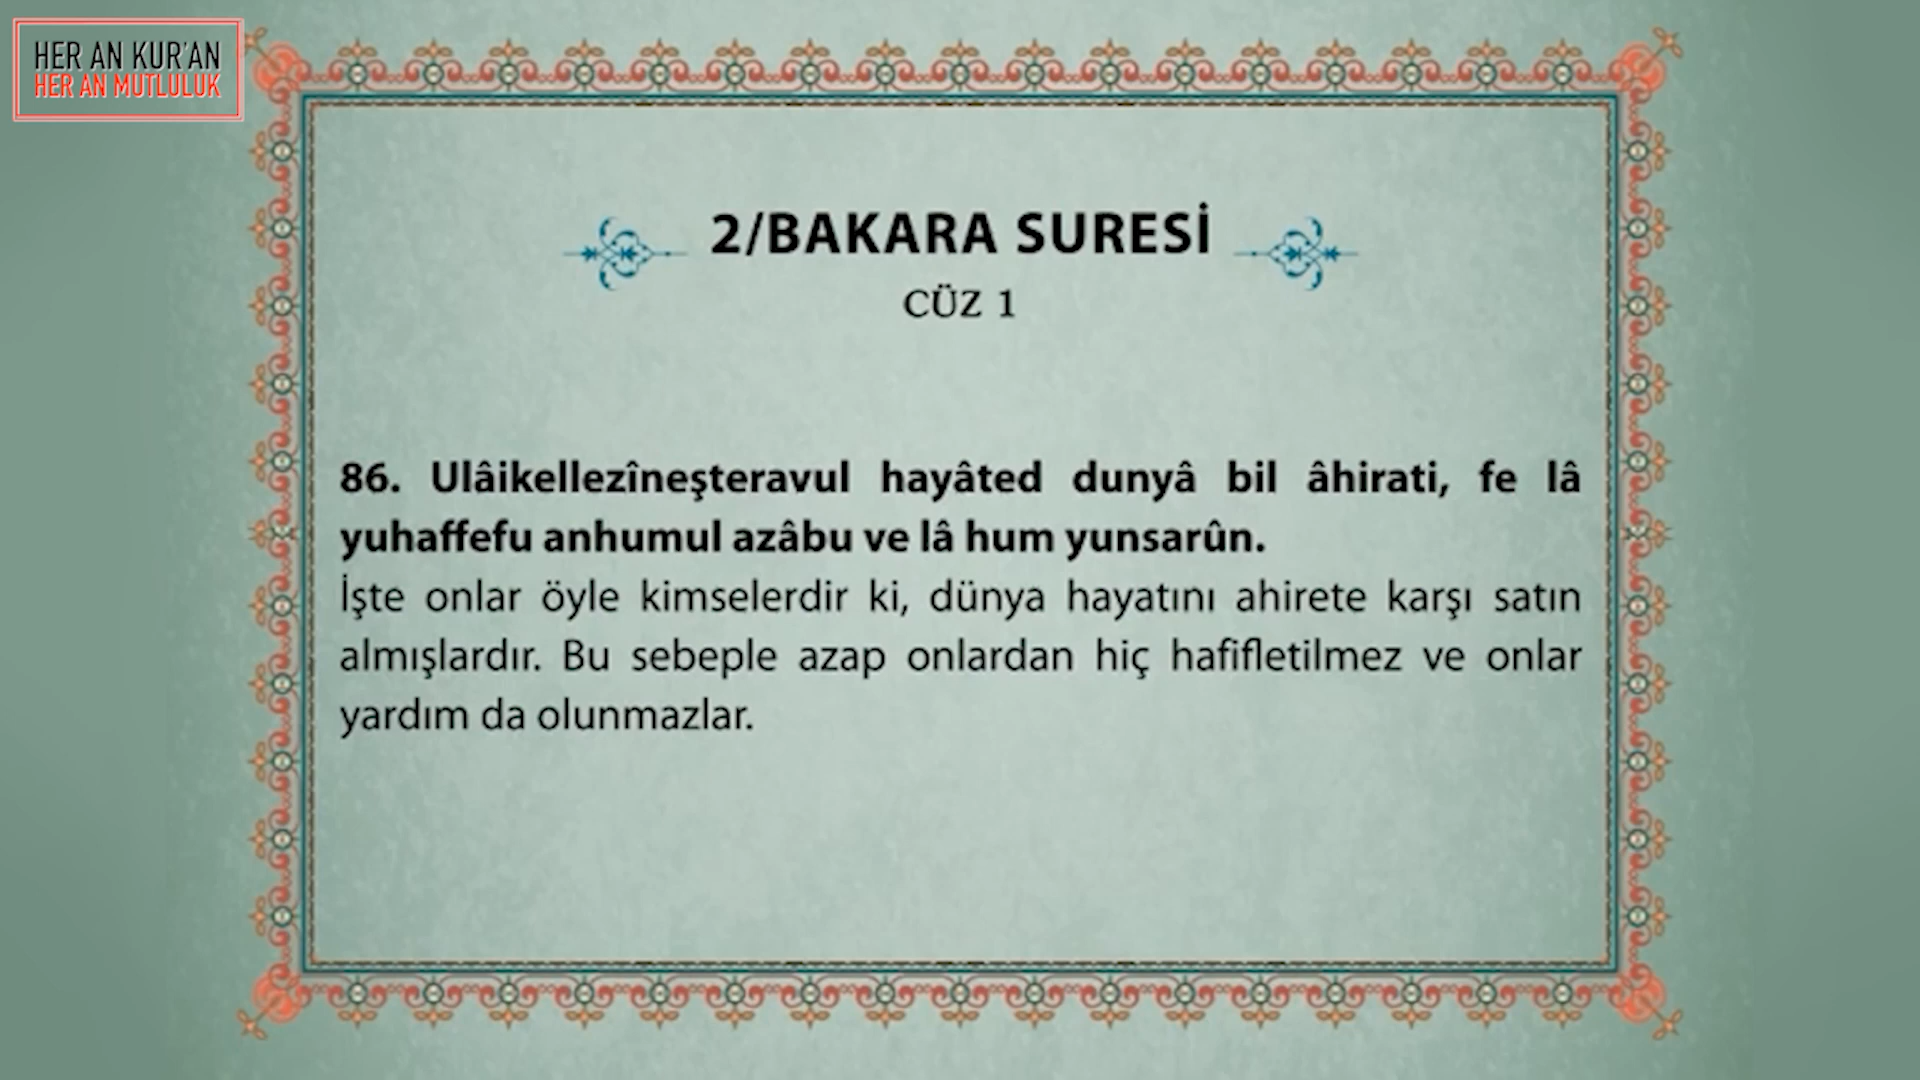 HER AN KUR'AN
HER AN MUTLULUK
2/BAKARA SURESİ
CÜZ 1
86. Ulâikellezîneşteravul hayâted dunyâ bil âhirati, fe lâ
yuhaffefu anhumul azâbu ve lâ hum yunsarûn.
İşte onlar öyle kimselerdir ki, dünya hayatını ahirete karşı satın
almışlardır. Bu sebeple azap onlardan hiç hafifletilmez ve onlar
yardım da olunmazlar.